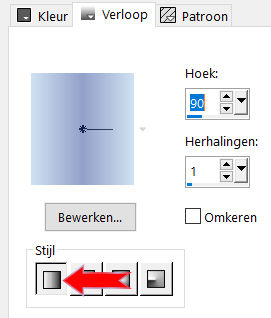 Kleur Verloop Patroon
Hoek:
90
Herhalingen:
1
Bewerken...
Omkeren
Stijl